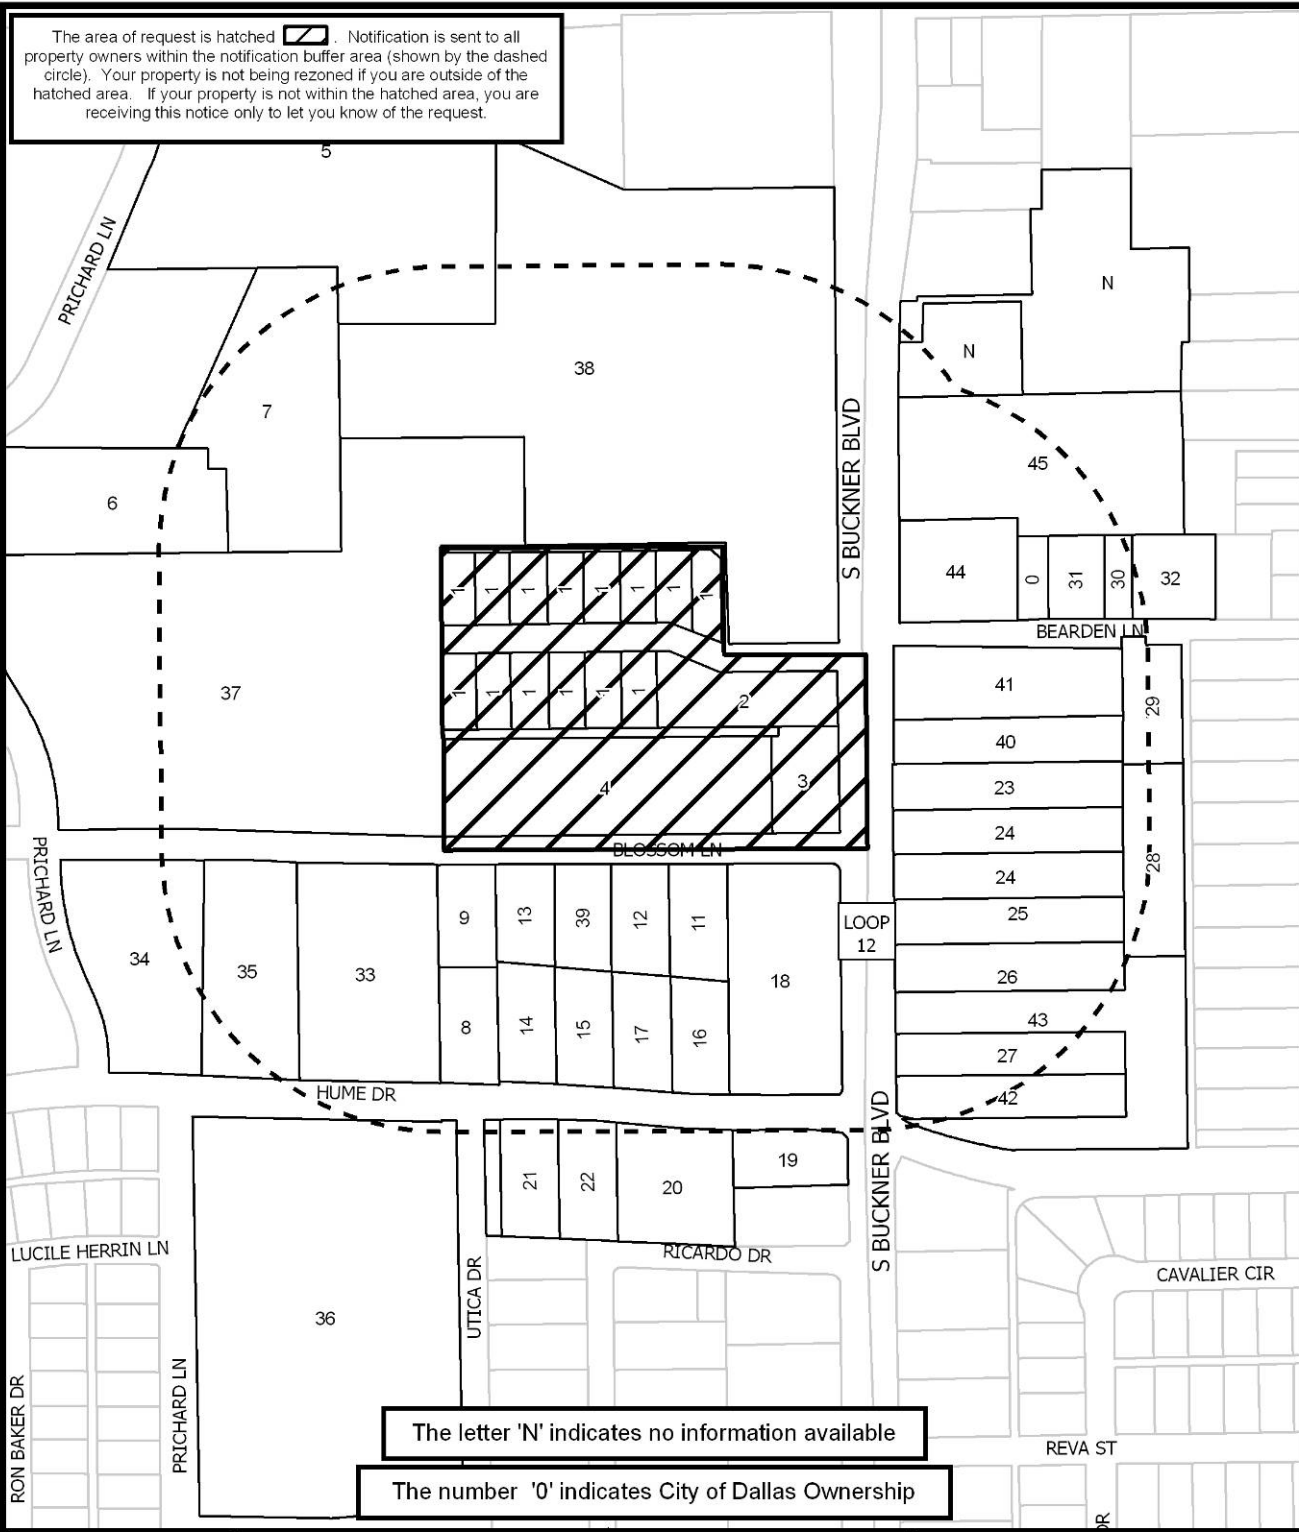 The area of request is hatched . Notification is sent to all
property owners within the notification buffer area (shown by the dashed
circle). Your property is not being rezoned if you are outside of the
hatched area. If your property is not within the hatched area, you are
receiving this notice only to let you know of the request.
5
PRICHARD LN
N
N
38
7
S BUCKNER BLVD
45
6
44
0
31
30
32
BEARDEN LN
1
1
1
1
1
1
1
1
37
1
1
1
1
1
1
2
41
29
40
4
3
23
24
28
BLOSSOM LN
24
PRICHARD LN
9
13
39
12
11
LOOP
12
25
34
35
33
18
26
8
14
15
17
16
43
27
HUME DR
42
S BUCKNER BLVD
21
22
20
19
LUCILE HERRIN LN
RICARDO DR
CAVALIER CIR
UTICA DR
36
PRICHARD LN
RON BAKER DR
The letter 'N' indicates no information available
REVA ST
The number '0' indicates City of Dallas Ownership
DR